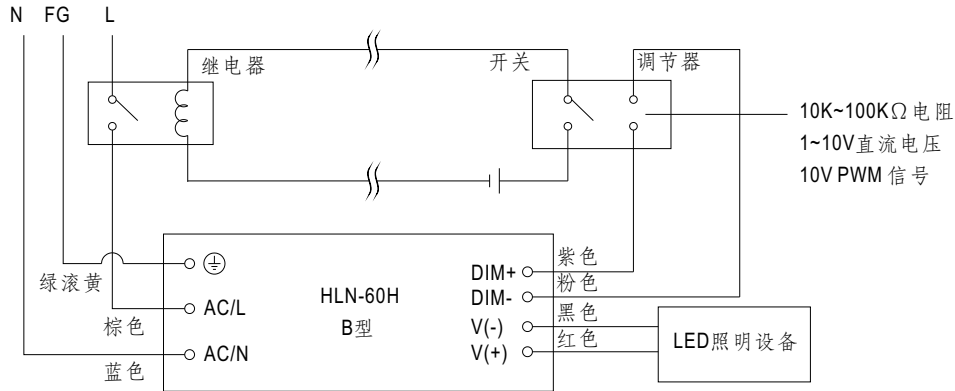 N FG L
继电器
开关
调节器
10K~100KΩ电阻
1~10V直流电压
10V PWM 信号
绿滚黄
棕色
蓝色
AC/L
AC/N
HLN-60H
B型
DIM+
DIM-
V(-)
V(+)
紫色
粉色
黑色
红色
LED照明设备